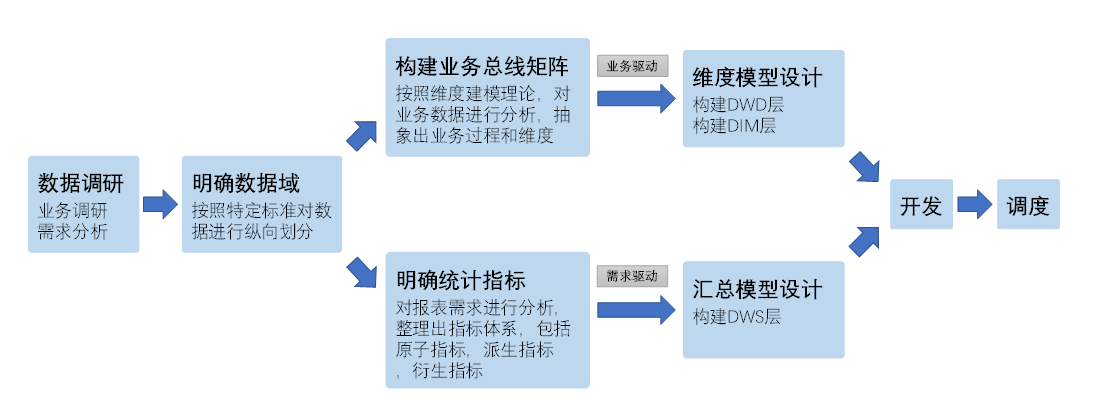 数据调研
业务调研
需求分析
明确数据域
按照特定标准对数
据进行纵向划分
构建业务总线矩阵
按照维度建模理论，对
业务数据进行分析，抽
象出业务过程和维度
业务驱动
维度模型设计
构建DWD层
构建DIM层
明确统计指标
对报表需求进行分析，
整理出指标体系，包括
原子指标，派生指标
，衍生指标
需求驱动
汇总模型设计
构建DWS层
开发
调度